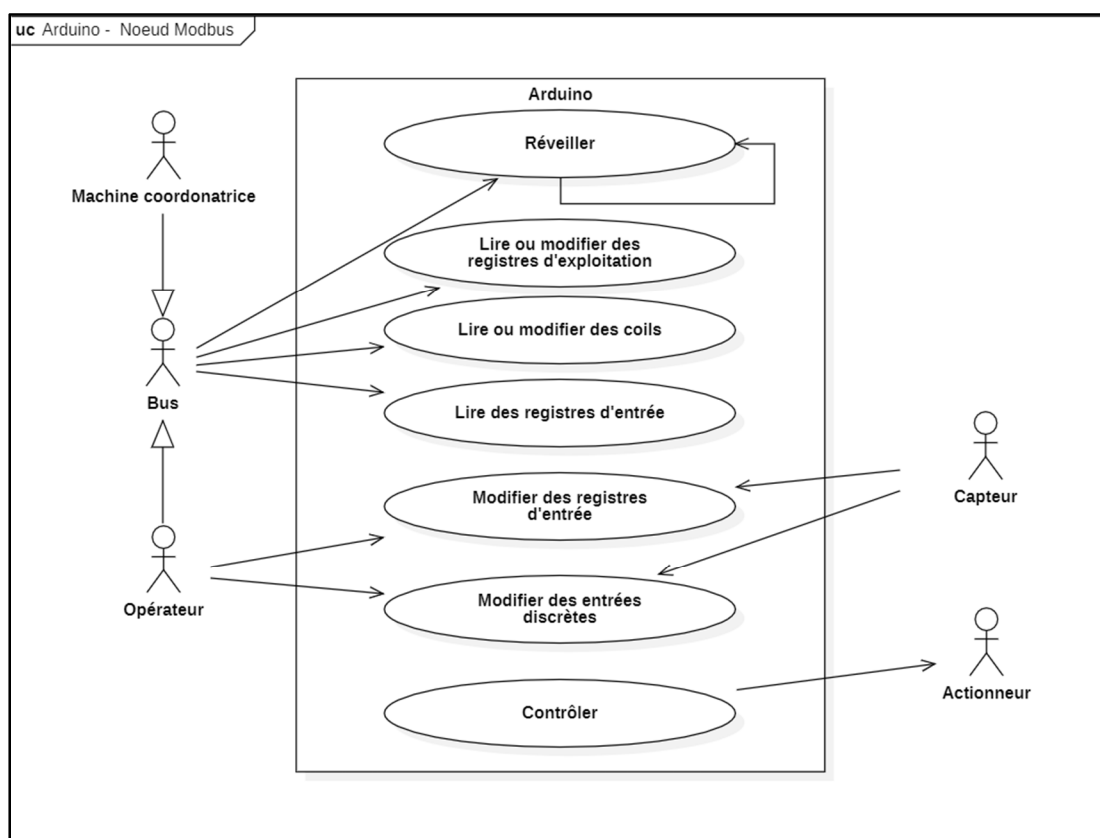 uc Arduino - Noeud Modbus
Arduino
Réveiller
Machine coordonatrice
Lire ou modifier des
registres d'exploitation
Lire ou modifier des coils
Bus
Lire des registres d'entrée
Capteur
Modifier des registres
d'entrée
Opérateur
Modifier des entrées
discrètes
Actionneur
Contrôler